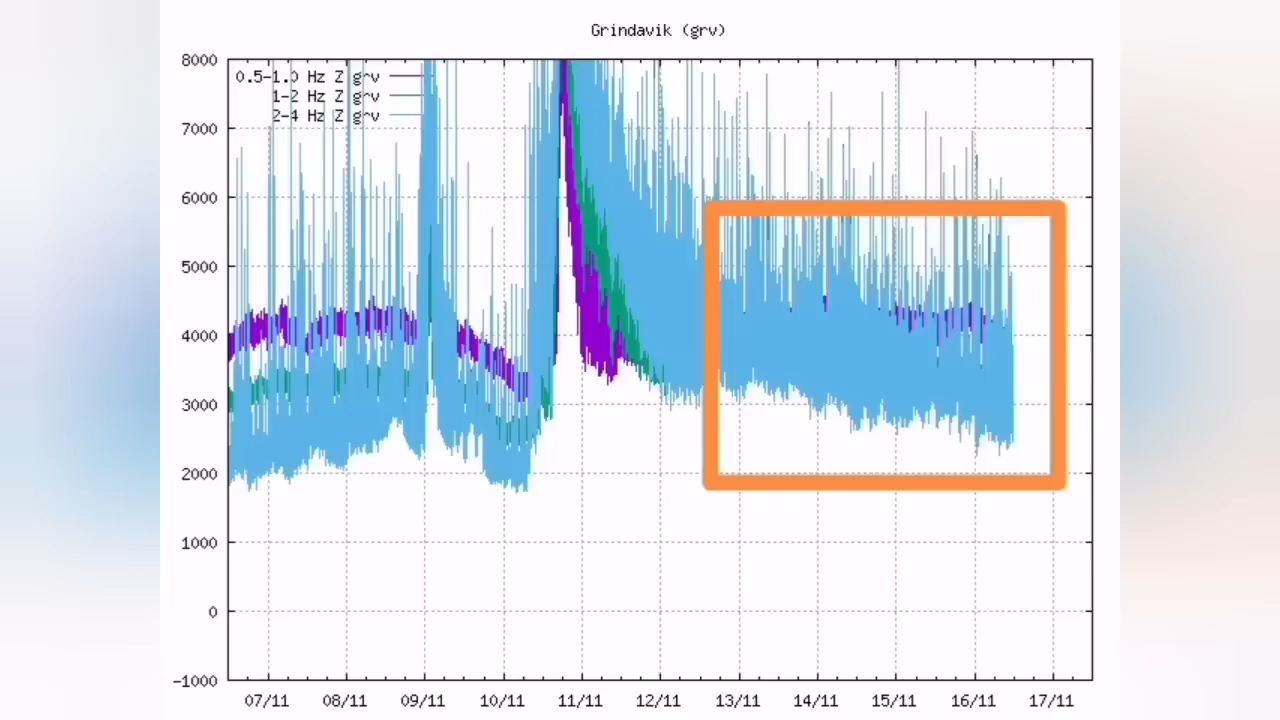 Grindavik (grv)
8000
0.5-1.0 Hz Z grv
1-2 Hz Z grv
2-4 Hz Z grv
7000
6000
5000
4000
3000
2000
1000
0
-1000
07/11 08/11 09/11 10/11 11/11 12/11 13/11 14/11 15/11 16/11 17/11